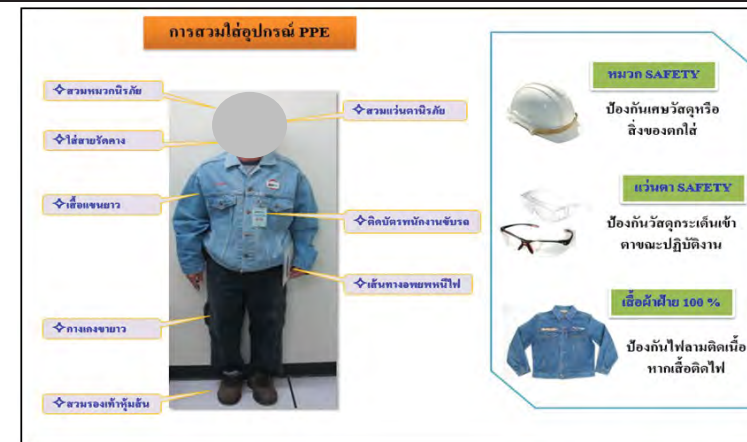 การสวมใส่อุปกรณ์ PPE
สวมหมวกนิรภัย
ใส่สายรัดคาง
เสื้อแขนยาว
กางเกงขายาว
สวมรองเท้าหุ้มส้น
สวมแว่นตานิรภัย
ติดบัตรพนักงานขับรถ
เส้นทางอพยพหนีไฟ
หมวก SAFETY
ป้องกันเศษวัสดุหรือ
สิ่งของตกใส่
แว่นตา SAFETY
ป้องกันวัสดุกระเด็นเข้า
ตาขณะปฏิบัติงาน
เสื้อผ้าฝ้าย 100 %
ป้องกันไฟลามติดเนื้อ
หากเสื้อติดไฟ